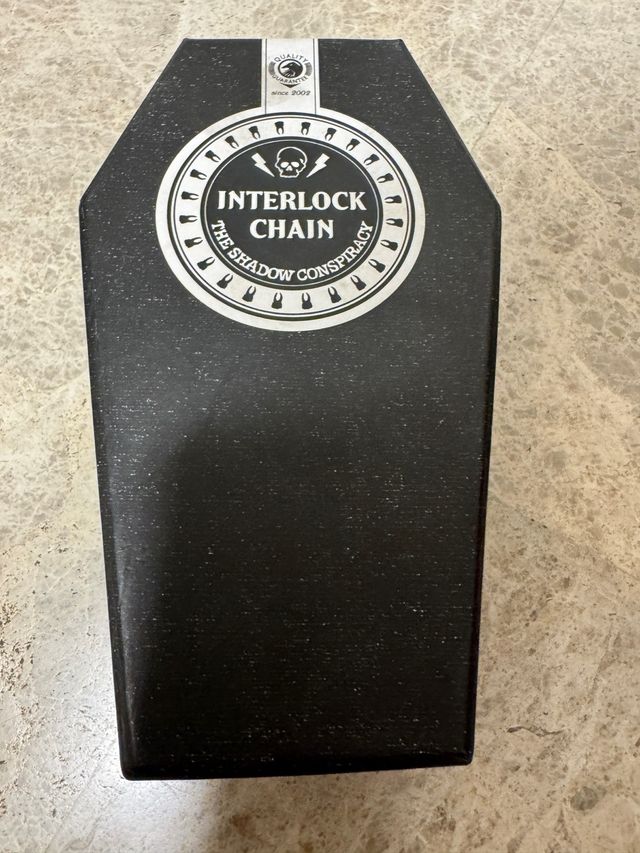 QUALITY
GUARANTEE
since 2002
INTERLOCK
CHAIN
THE SHADOW CONSPIRACY